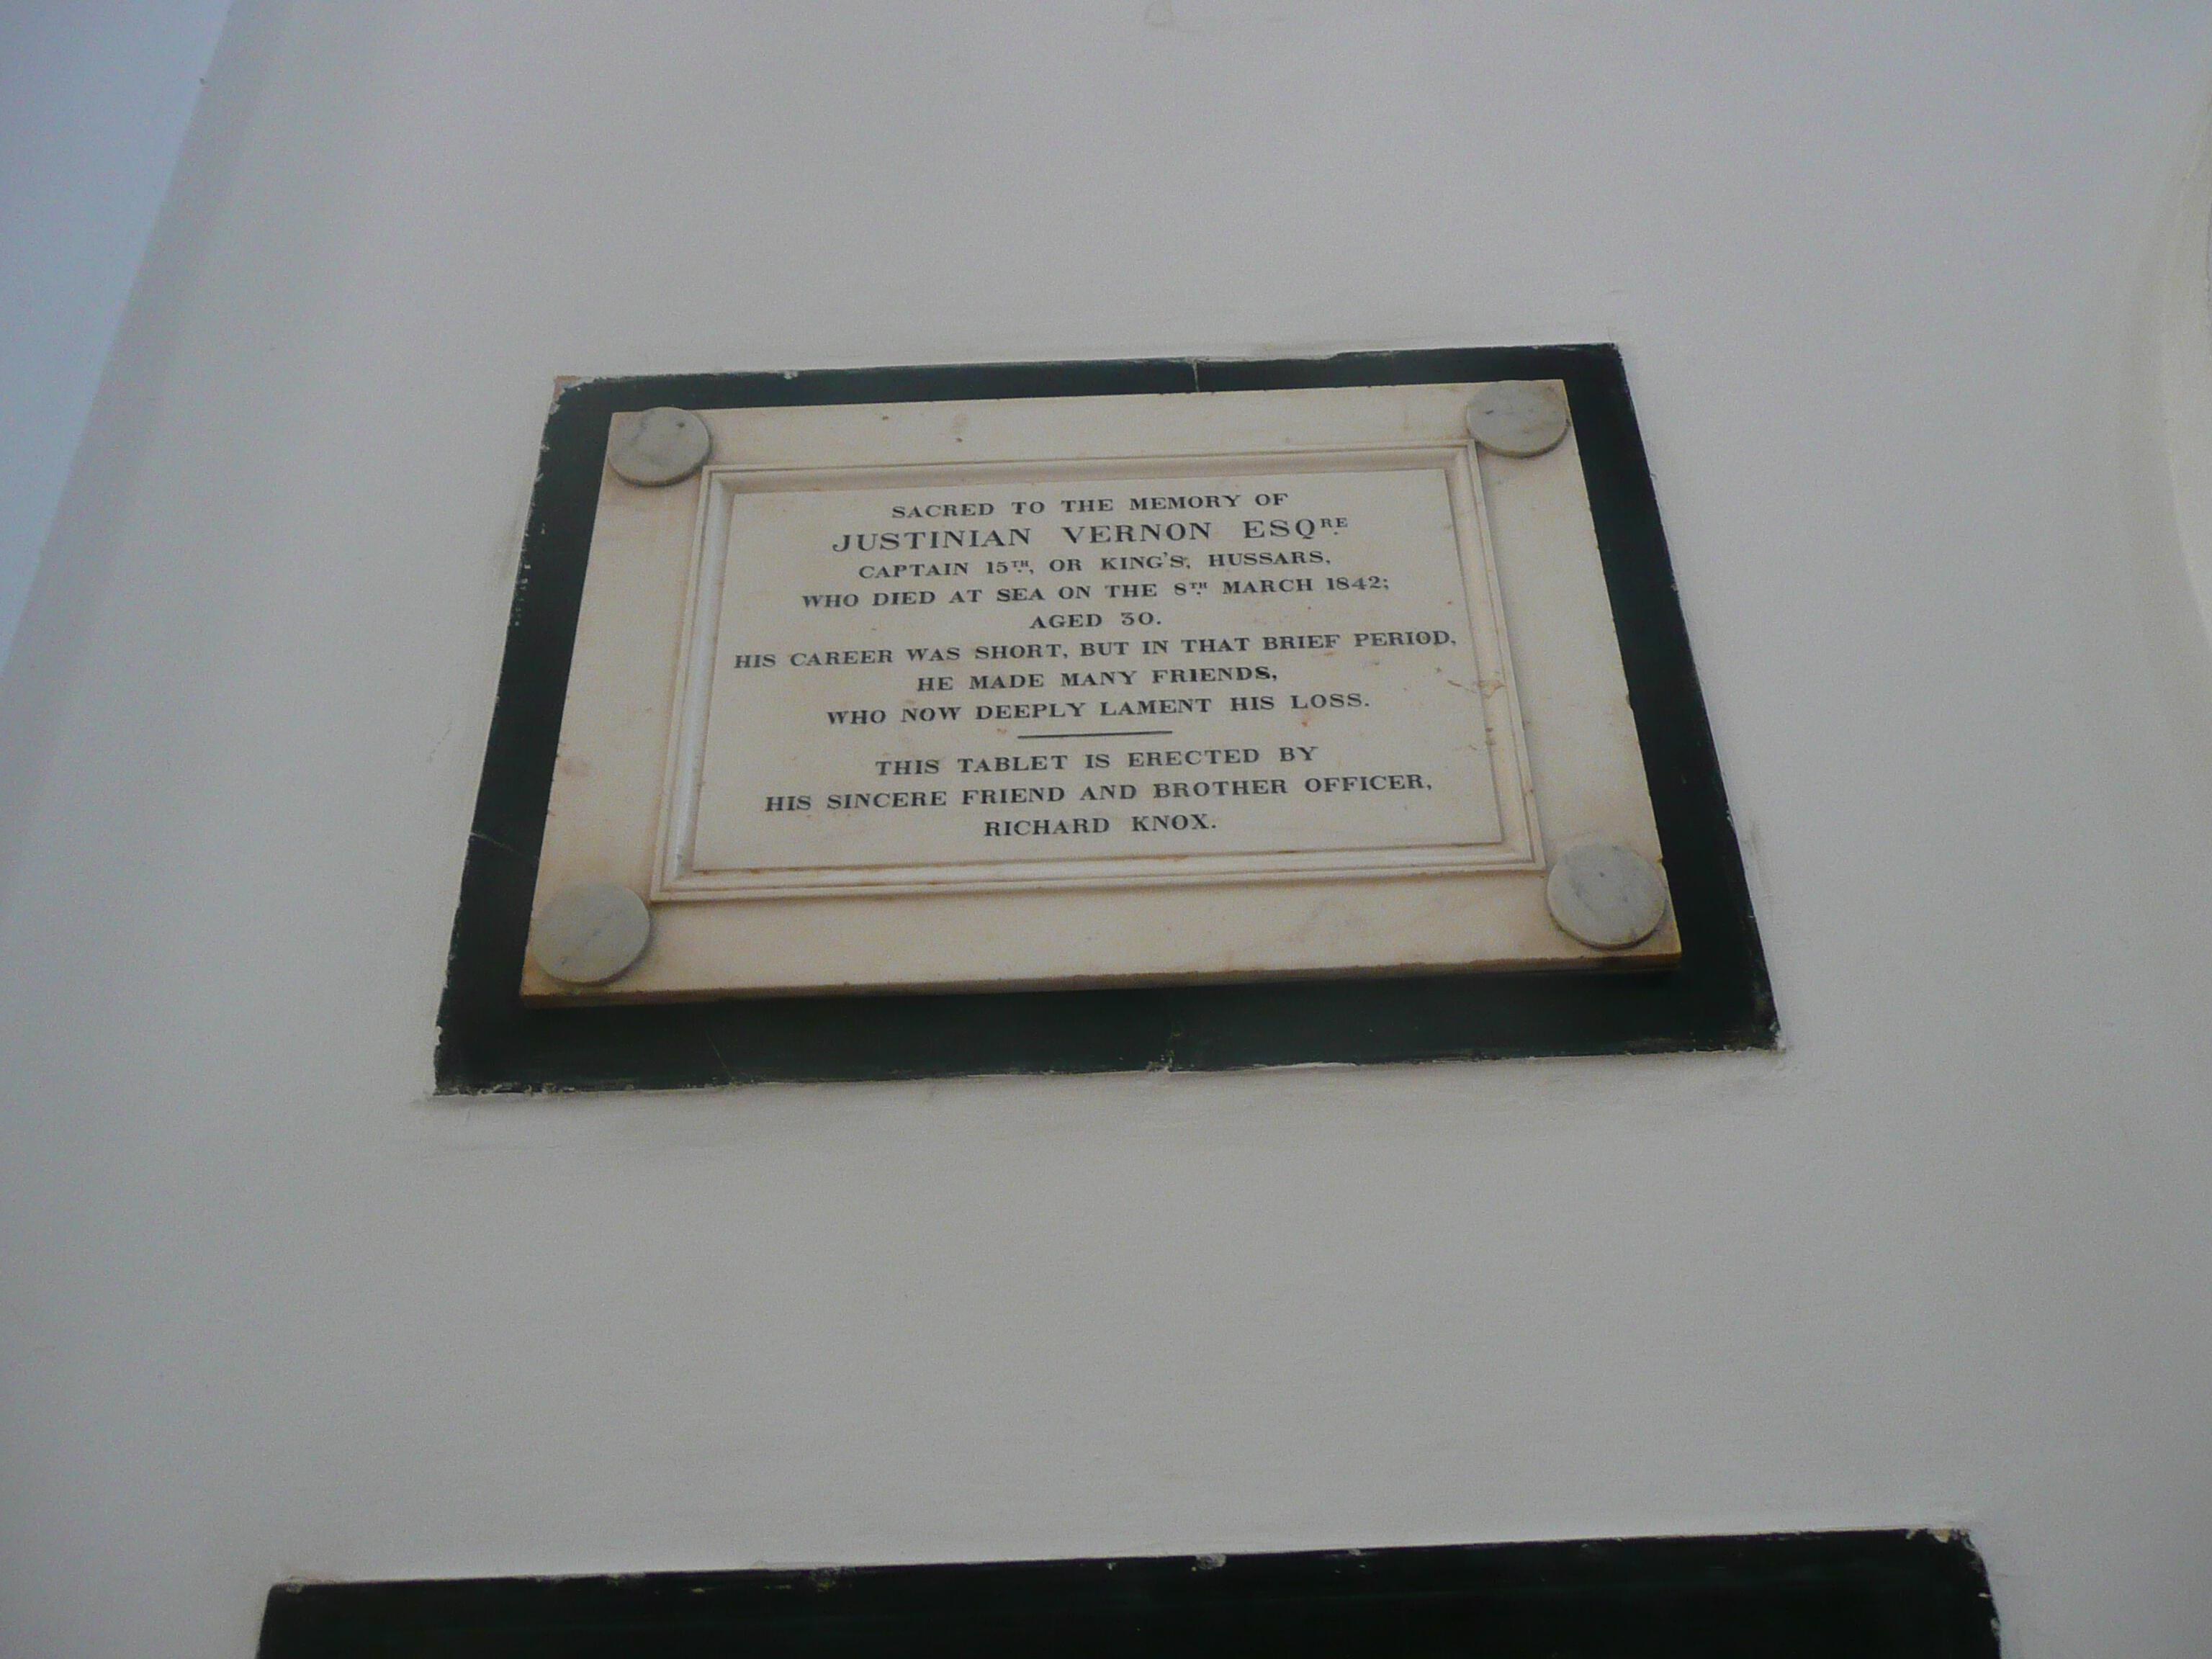 SACRED TO THE MEMORY OF
JUSTINIAN VERNON ESQRE.
CAPTAIN 15TH, OR KING'S, HUSSARS,
WHO DIED AT SEA ON THE 8TH MARCH 1842;
AGED 30.
HIS CAREER WAS SHORT, BUT IN THAT BRIEF PERIOD,
HE MADE MANY FRIENDS,
WHO NOW DEEPLY LAMENT HIS LOSS.
THIS TABLET IS ERECTED BY
HIS SINCERE FRIEND AND BROTHER OFFICER,
RICHARD KNOX.